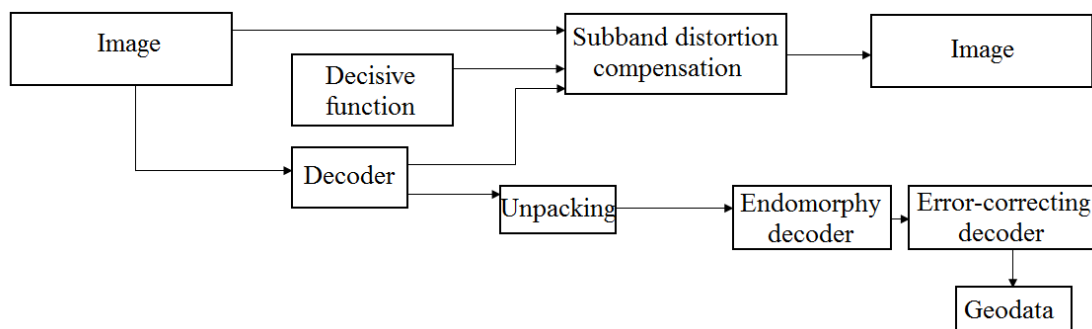 Image
Subband distortion
compensation
Image
Decisive
function
Decoder
Unpacking
Endomorphy
decoder
Error-correcting
decoder
Geodata